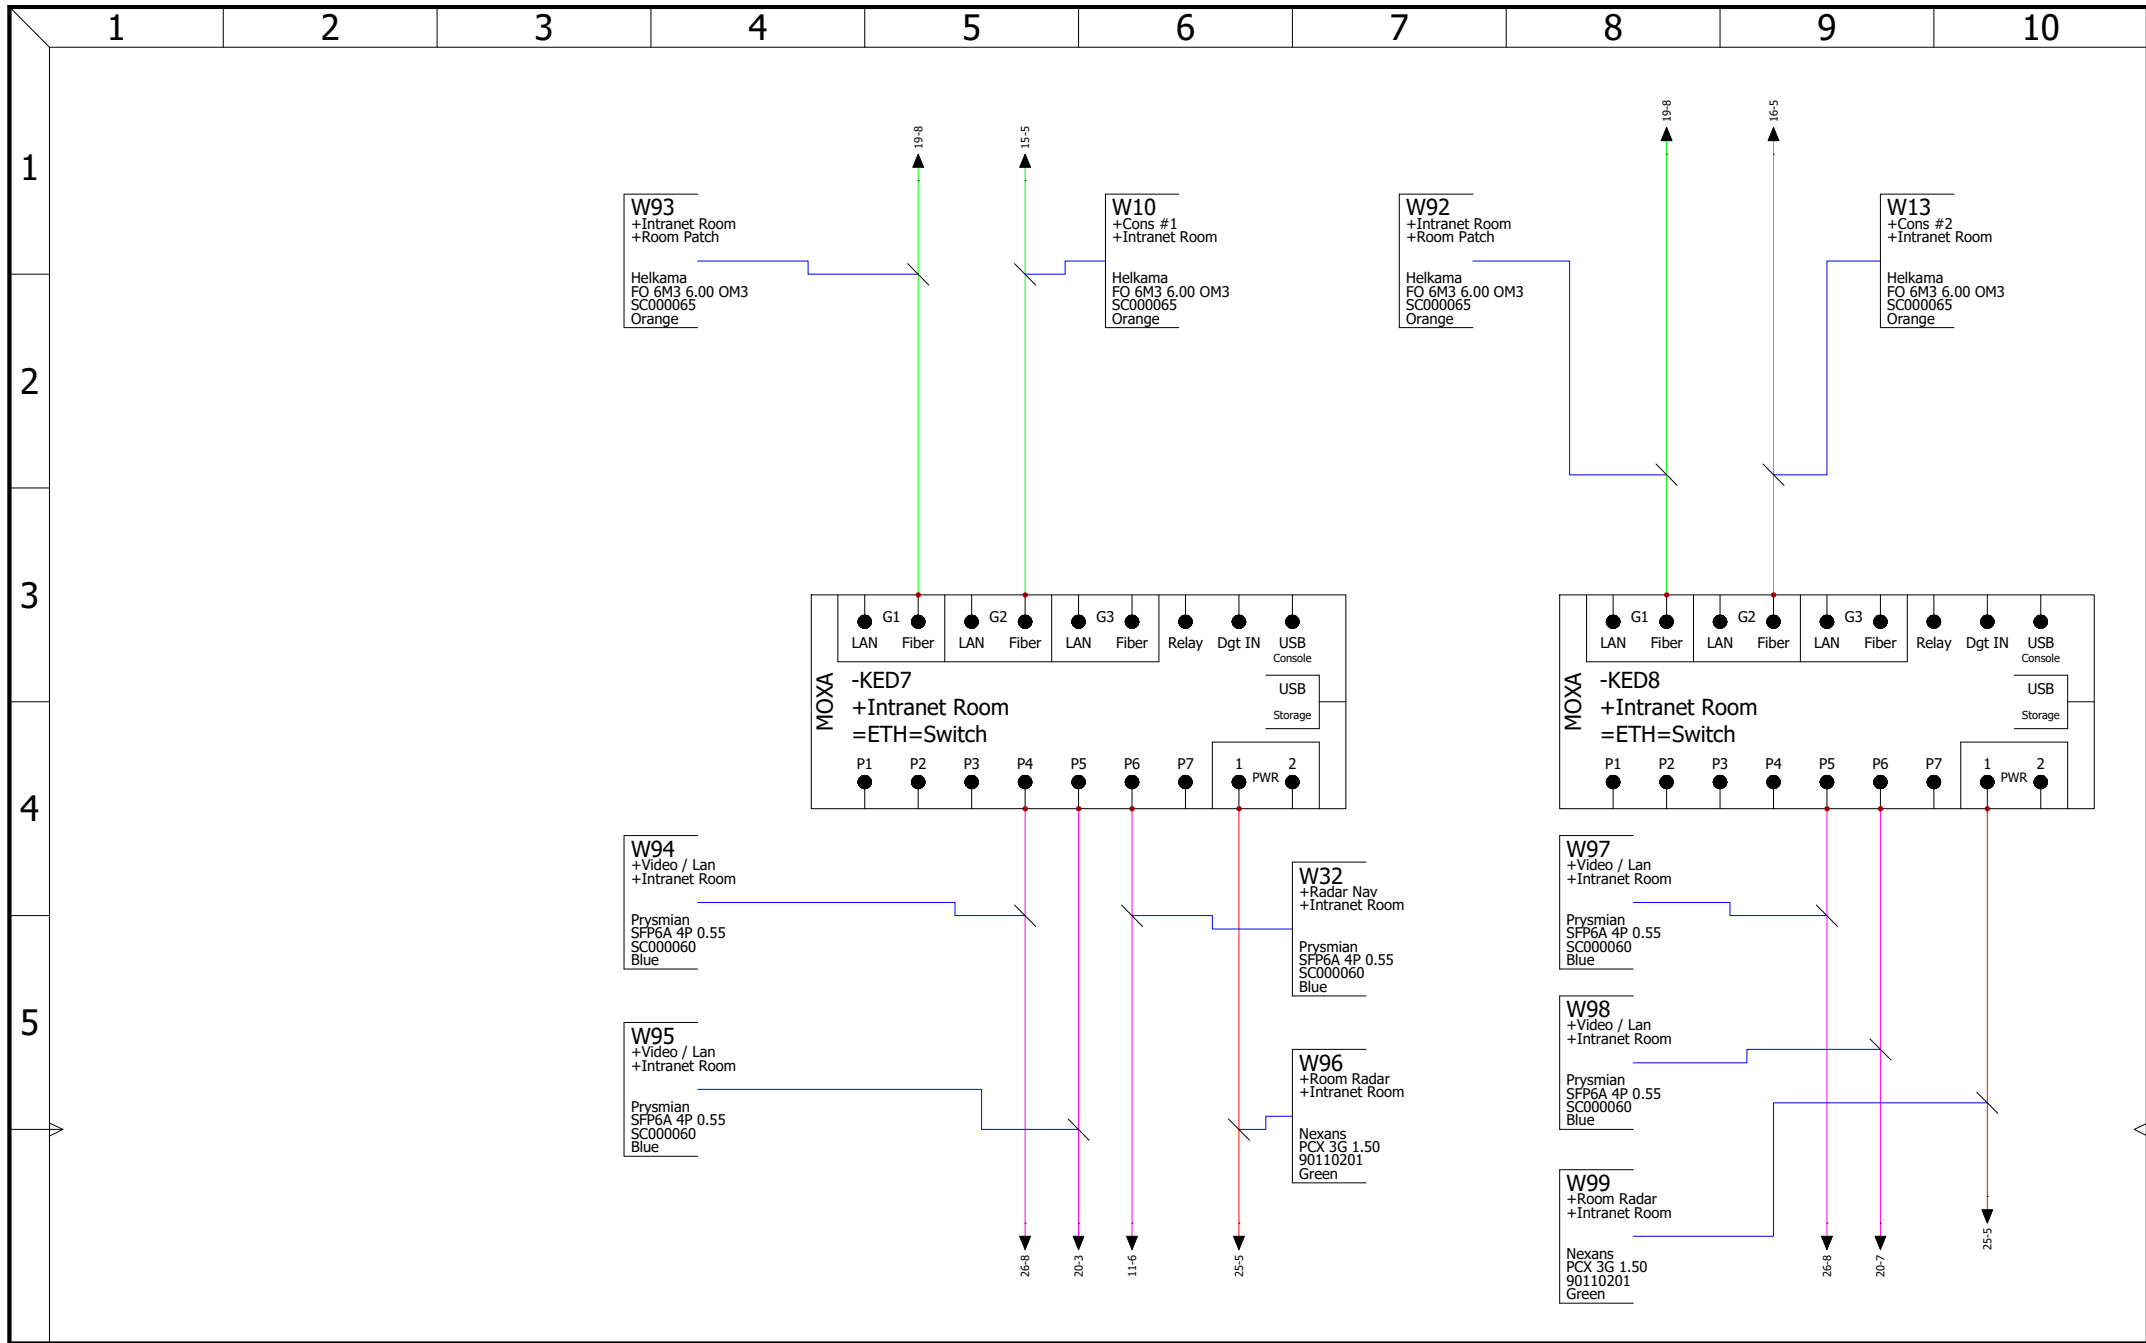 1 2 3 4 5 6 7 8 9 10
1
2
3
4
5
19-8
15-5
19-8
16-5
W93
+Intranet Room
+Room Patch
Helkama
FO 6M3 6.00 OM3
SC000065
Orange
W10
+Cons #1
+Intranet Room
Helkama
FO 6M3 6.00 OM3
SC000065
Orange
W92
+Intranet Room
+Room Patch
Helkama
FO 6M3 6.00 OM3
SC000065
Orange
W13
+Cons #2
+Intranet Room
Helkama
FO 6M3 6.00 OM3
SC000065
Orange
G1 G2 G3
LAN Fiber LAN Fiber LAN Fiber Relay Dgt IN USB
Console
MOXA
-KED7
+Intranet Room
=ETH=Switch
USB
Storage
P1 P2 P3 P4 P5 P6 P7 1 PWR 2
G1 G2 G3
LAN Fiber LAN Fiber LAN Fiber Relay Dgt IN USB
Console
MOXA
-KED8
+Intranet Room
=ETH=Switch
USB
Storage
P1 P2 P3 P4 P5 P6 P7 1 PWR 2
W94
+Video / Lan
+Intranet Room
Prysmian
SFP6A 4P 0.55
SC000060
Blue
W32
+Radar Nav
+Intranet Room
Prysmian
SFP6A 4P 0.55
SC000060
Blue
W97
+Video / Lan
+Intranet Room
Prysmian
SFP6A 4P 0.55
SC000060
Blue
W95
+Video / Lan
+Intranet Room
Prysmian
SFP6A 4P 0.55
SC000060
Blue
W96
+Room Radar
+Intranet Room
Nexans
PCX 3G 1.50
90110201
Green
W98
+Video / Lan
+Intranet Room
Prysmian
SFP6A 4P 0.55
SC000060
Blue
W99
+Room Radar
+Intranet Room
Nexans
PCX 3G 1.50
90110201
Green
26-8
20-3
11-6
25-5
26-8
20-7
25-5